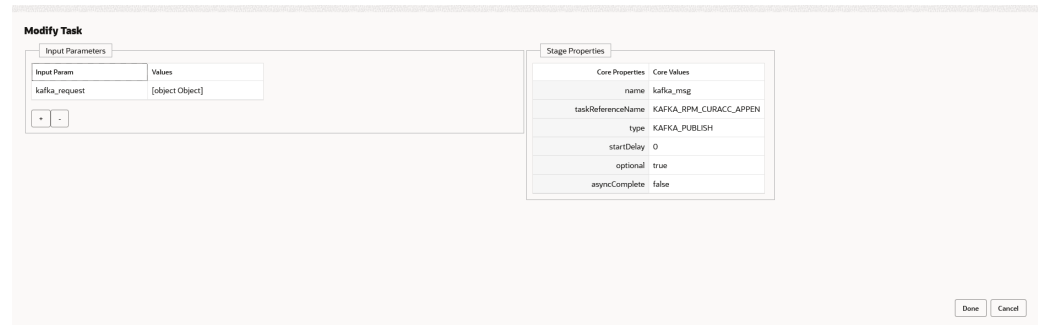 Modify Task
Input Parameters
Input Param Values
kafka_request [object Object]
+ -
Stage Properties
Core Properties Core Values
name kafka_msg
taskReferenceName KAFKA_RPM_CURACC_APPEN
type KAFKA_PUBLISH
startDelay 0
optional true
asyncComplete false
Done Cancel